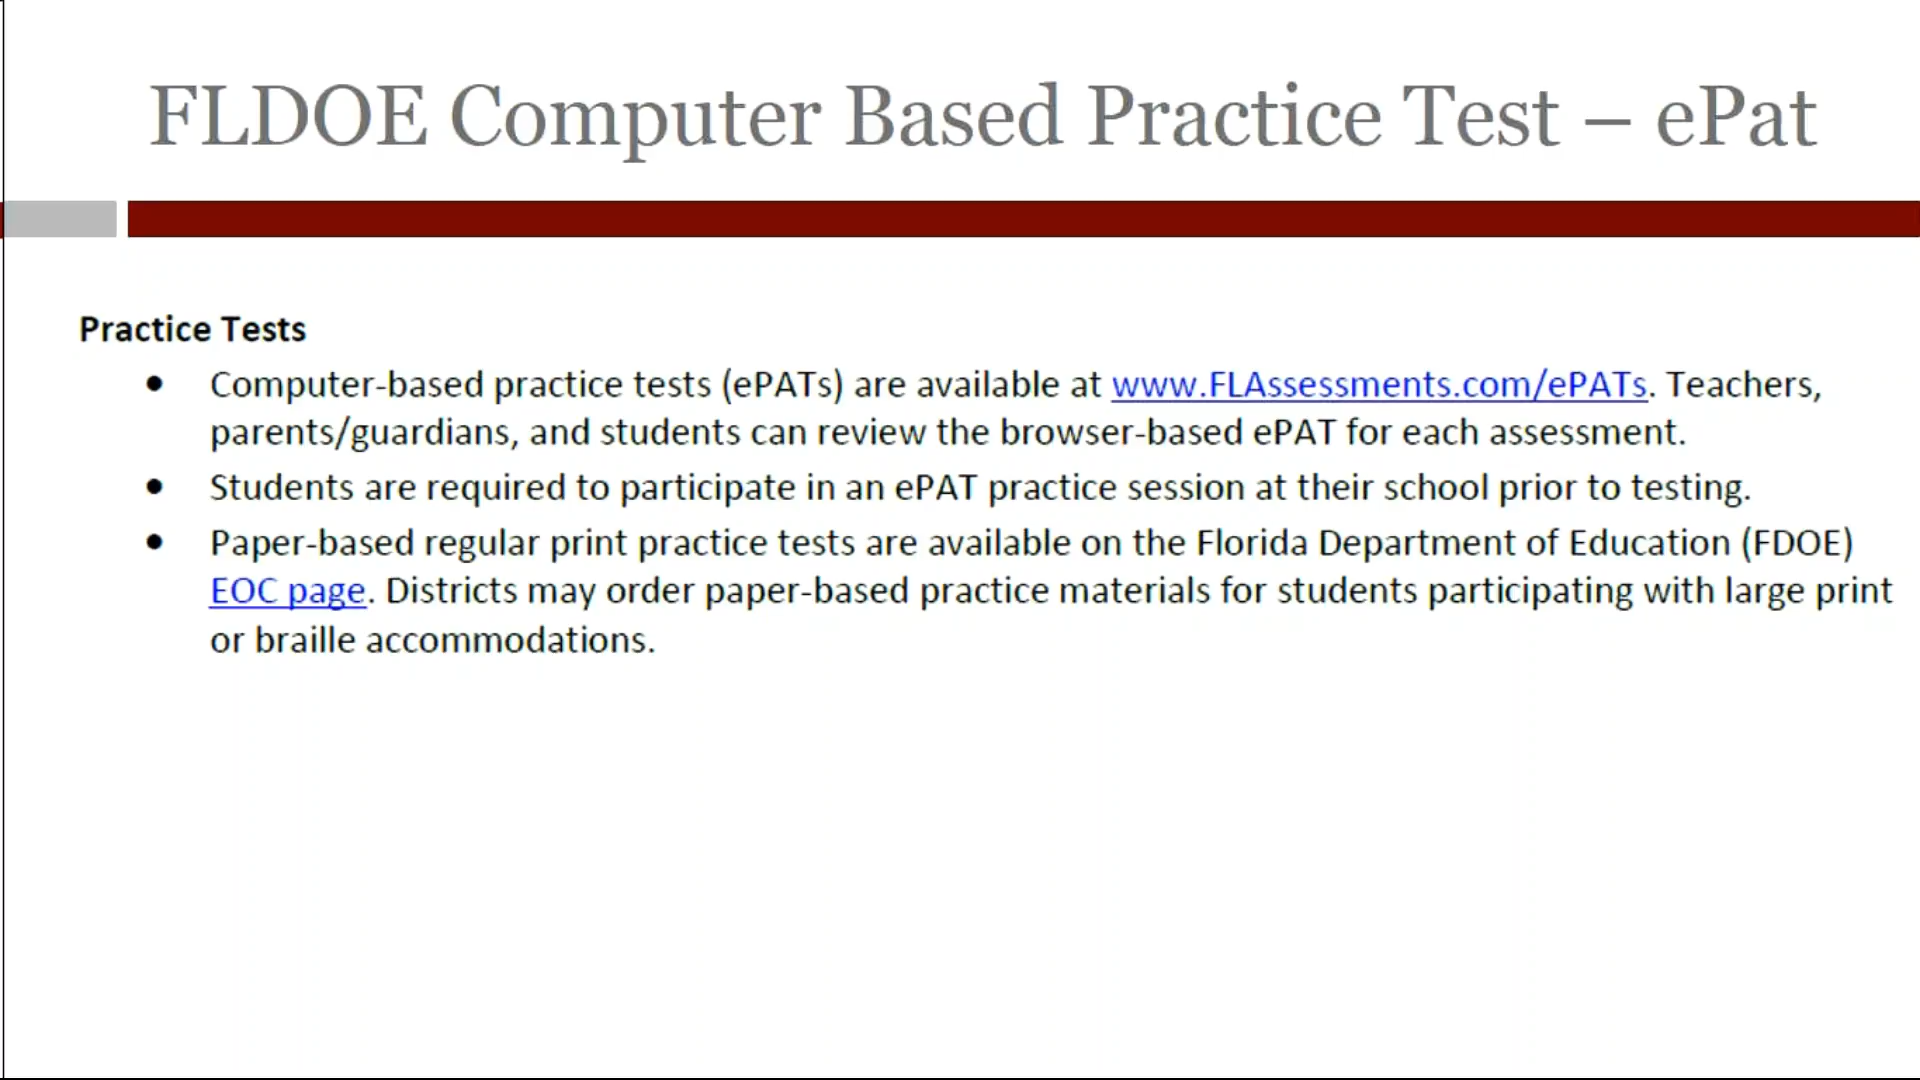 FLDOE Computer Based Practice Test – ePat
Practice Tests
• Computer-based practice tests (ePATs) are available at www.FLAssessments.com/ePATs. Teachers,
parents/guardians, and students can review the browser-based ePAT for each assessment.
• Students are required to participate in an ePAT practice session at their school prior to testing.
• Paper-based regular print practice tests are available on the Florida Department of Education (FDOE)
EOC page. Districts may order paper-based practice materials for students participating with large print
or braille accommodations.